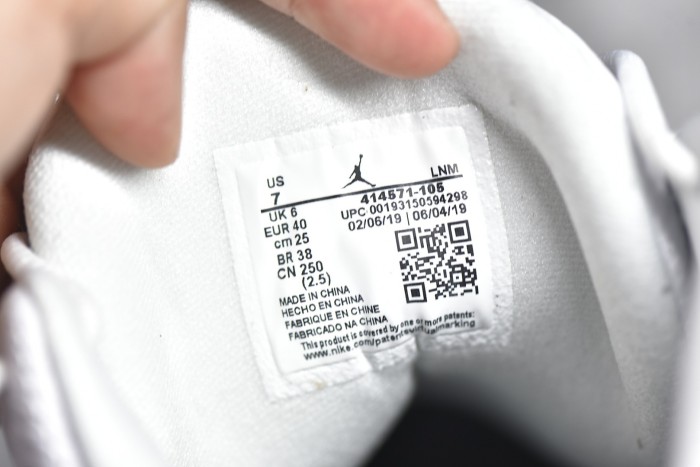 US
7
LNM
414571-105
UK 6
UPC 00193150594298
EUR 40
02/06/19 | 06/04/19
cm 25
BR 38
CN 250
(2.5)
MADE IN CHINA
HECHO EN CHINA
FABRIQUE EN CHINE
FABRICADO NA CHINA
This product is covered by one or more patents:
www.nike.com/patents